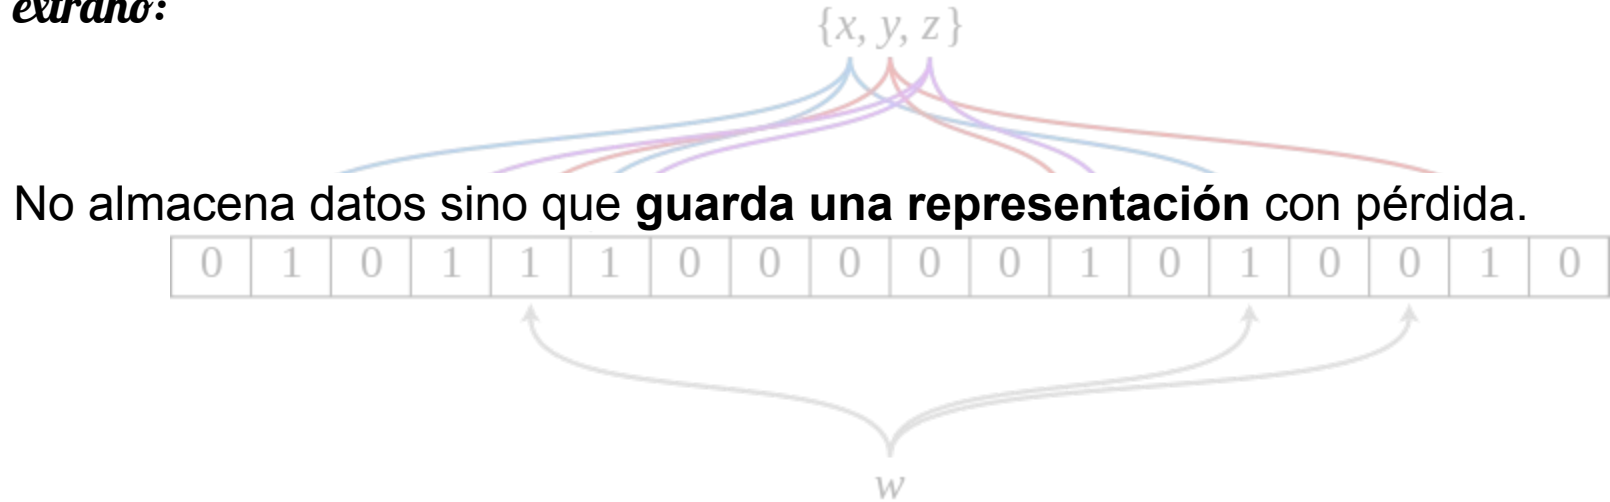 extraño:
{x, y, z}
No almacena datos sino que guarda una representación con pérdida.
0 1 0 1 1 1 0 0 0 0 0 1 0 1 0 0 1 0
w